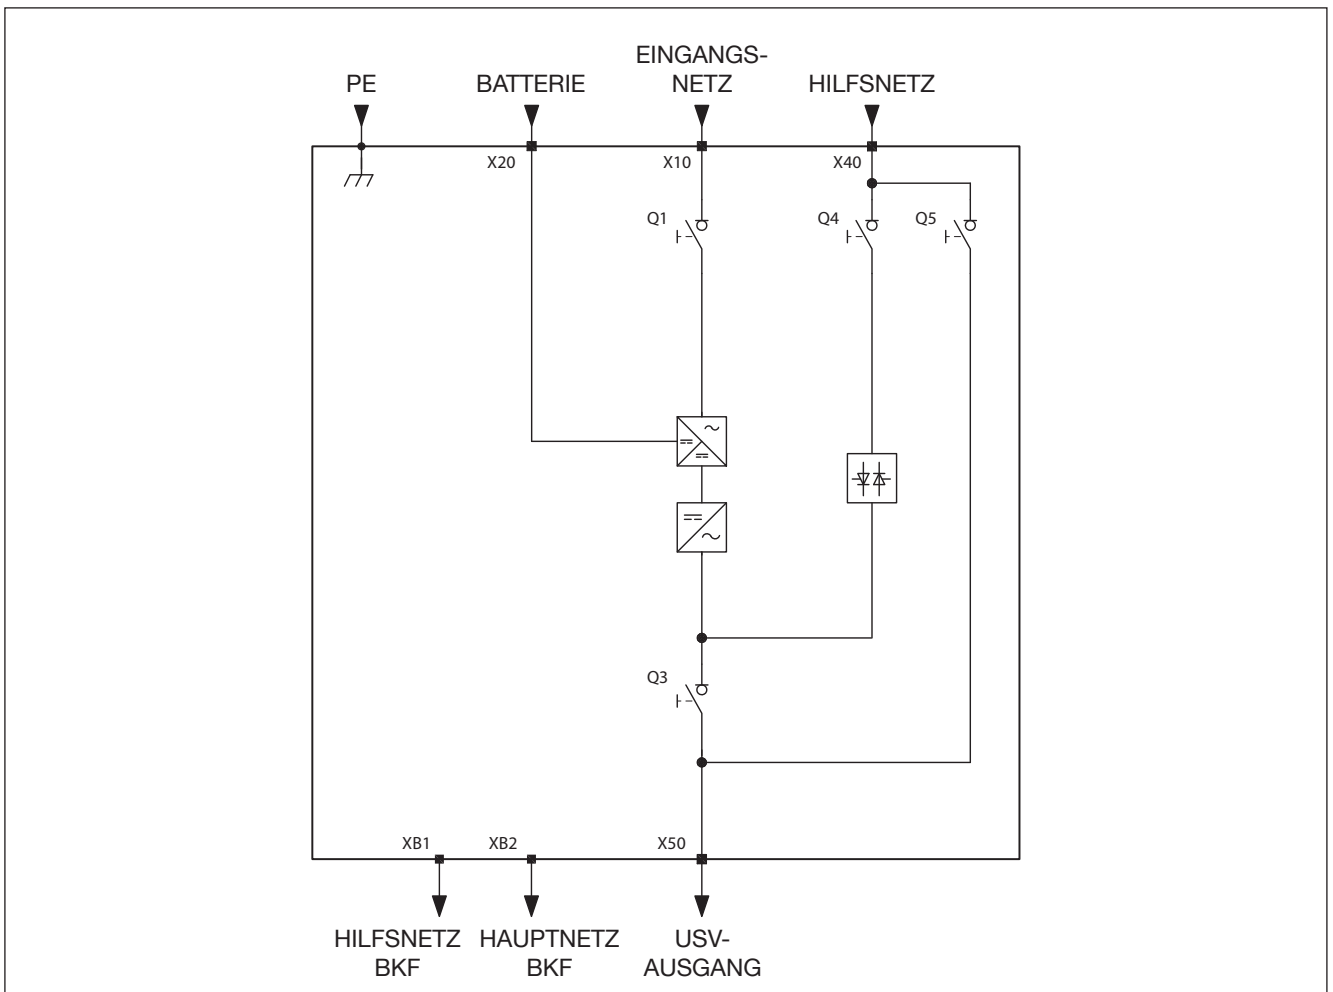 PE
BATTERIE
EINGANGS-
NETZ
HILFSNETZ
X20
X10
X40
Q1
Q4
Q5
Q3
XB1
XB2
X50
HILFSNETZ
BKF
HAUPTNETZ
BKF
USV-
AUSGANG